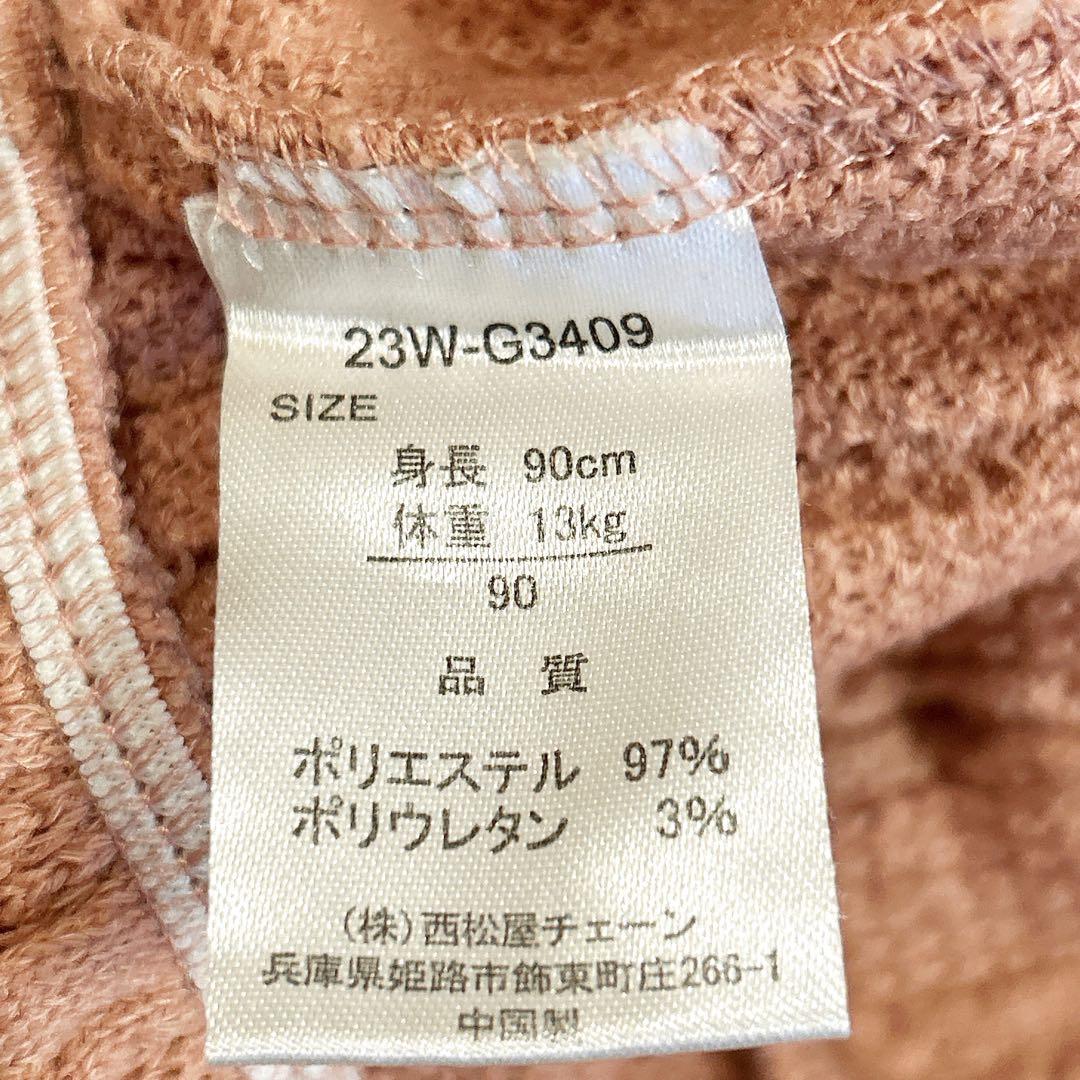 23W-G3409
SIZE
身長 90cm
体重 13kg
90
品 質
ポリエステル 97%
ポリウレタン 3%
(株)西松屋チェーン
兵庫県姫路市飾東町庄266-1
中国製